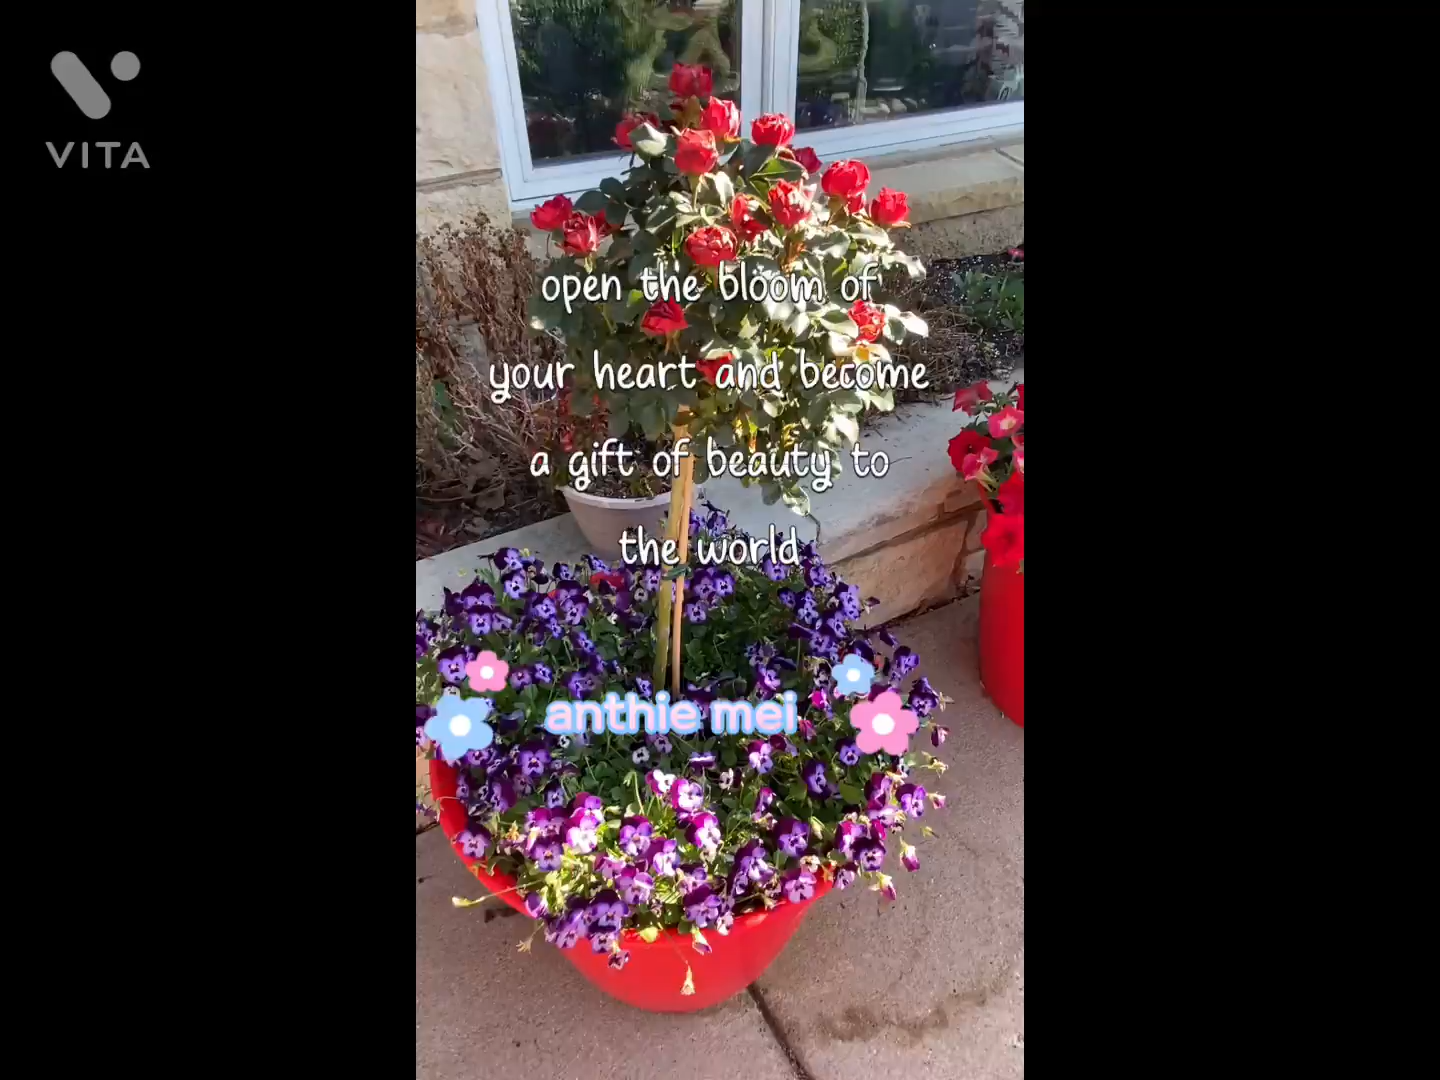 VITA
open the bloom of
your heart and become
a gift of beauty to
the world
anthie mei